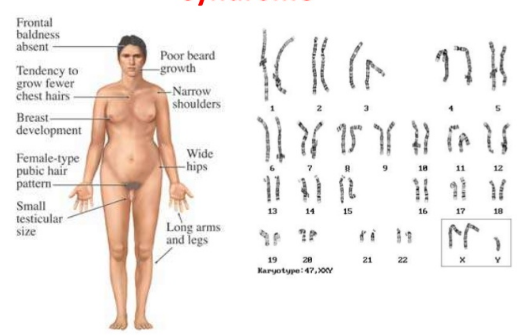 syndrome
Frontal
baldness
absent
Tendency to
grow fewer
chest hairs
Breast
development
Female-type
pubic hair
pattern
Small
testicular
size
Poor beard
growth
Narrow
shoulders
Wide
hips
Long arms
and legs
1 2 3 4 5
6 7 8 9 10 11 12
13 14 15 16 17 18
19 20 21 22 X Y
Karyotype:47,XXY